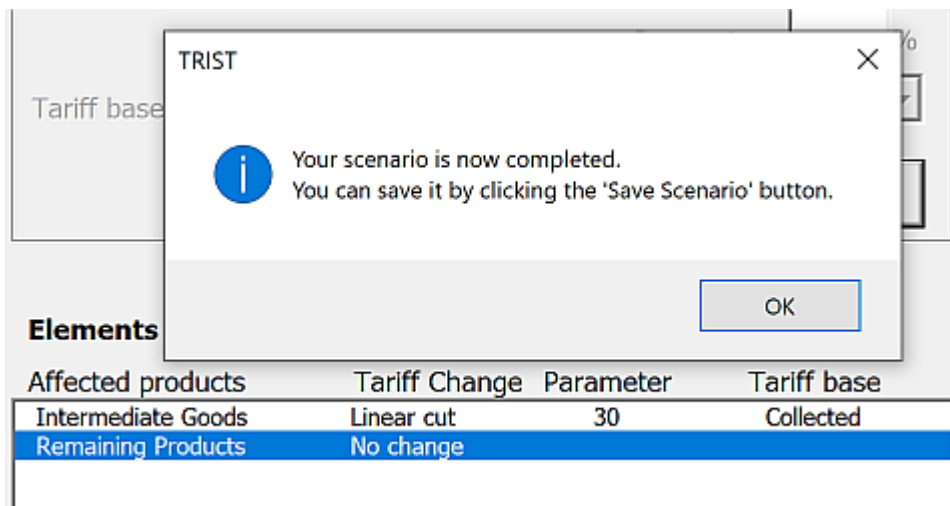 %
TRIST
Tariff base
Your scenario is now completed.
You can save it by clicking the 'Save Scenario' button.
OK
Elements
Affected products Tariff Change Parameter Tariff base
Intermediate Goods Linear cut 30 Collected
Remaining Products No change